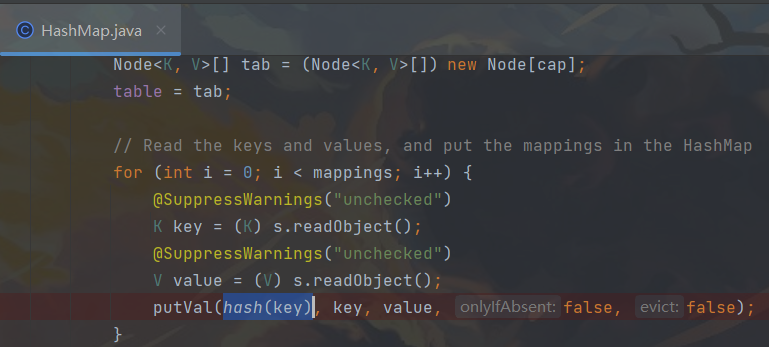 HashMap.java
Node<K, V>[] tab = (Node<K, V>[]) new Node[cap];
table = tab;
// Read the keys and values, and put the mappings in the HashMap
for (int i = 0; i < mappings; i++) {
@SuppressWarnings("unchecked")
K key = (K) s.readObject();
@SuppressWarnings("unchecked")
V value = (V) s.readObject();
putVal(hash(key), key, value, onlyIfAbsent: false, evict: false);
}